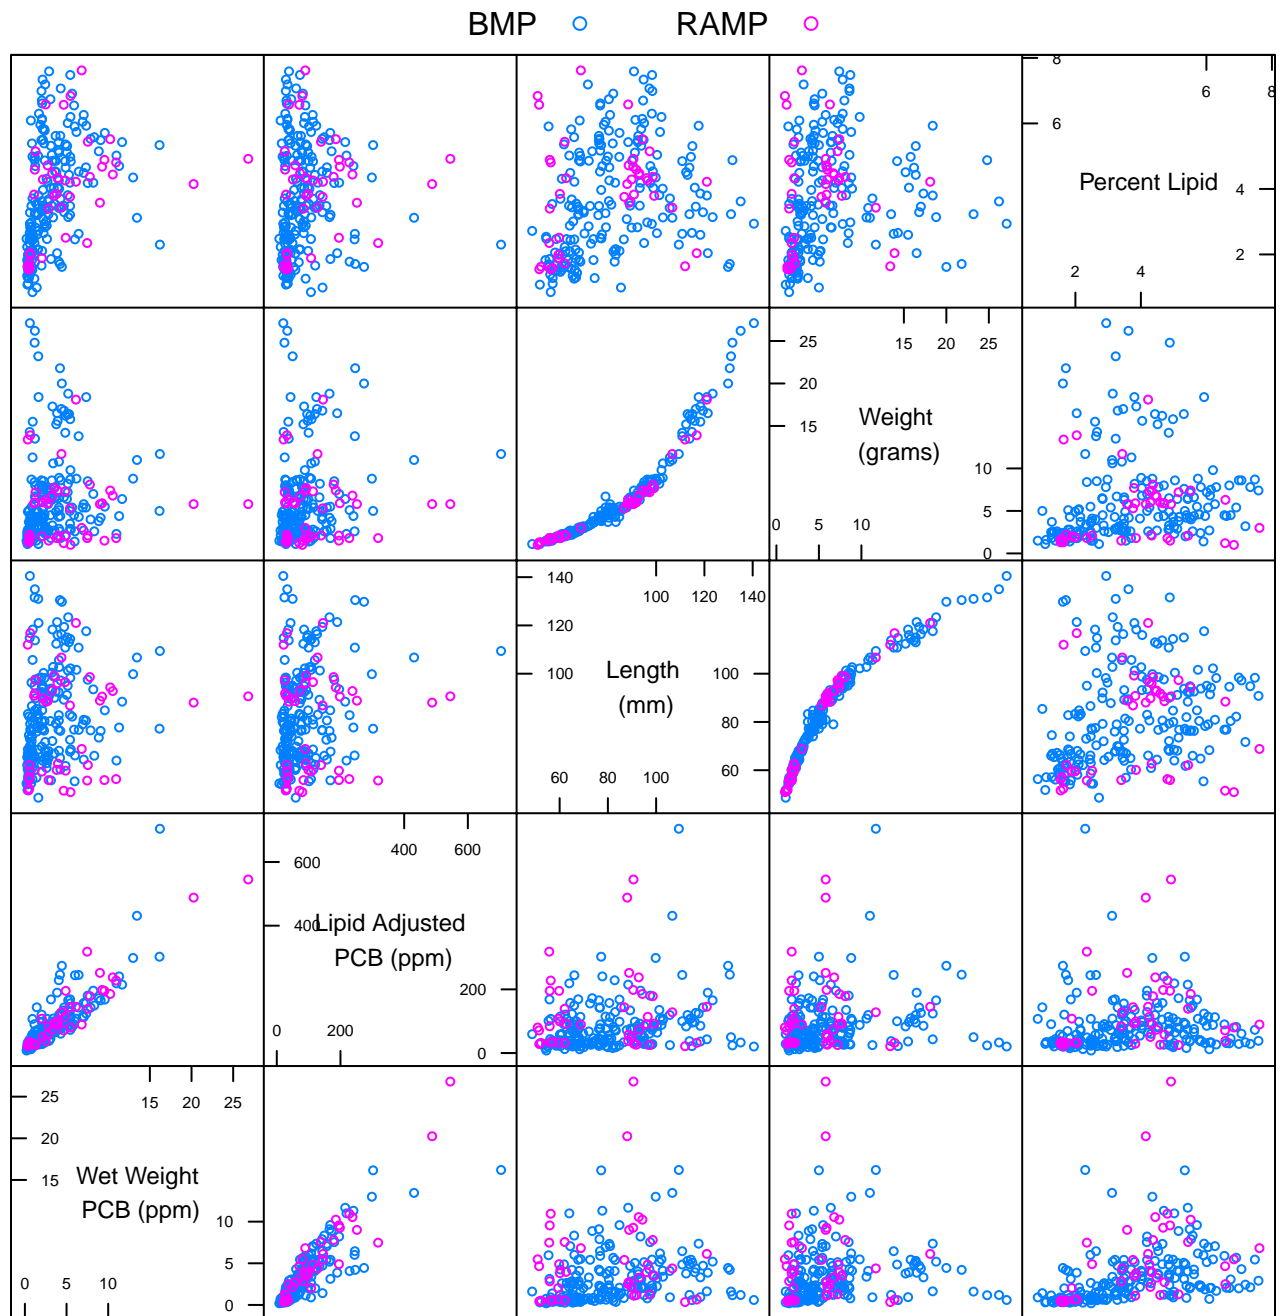 BMP RAMP
8 6 8
6
Percent Lipid 4
2
2 4
15 20 25
25
20
Weight
15
(grams)
10
5
0 5 10 0
140 100 120 140
120
100 Length 100
(mm)
80
60 80 100 60
400 600
600
400 Lipid Adjusted
PCB (ppm)
200
0 200 0
15 20 25
25
20
15 Wet Weight
PCB (ppm) 10
5
0 5 10 0